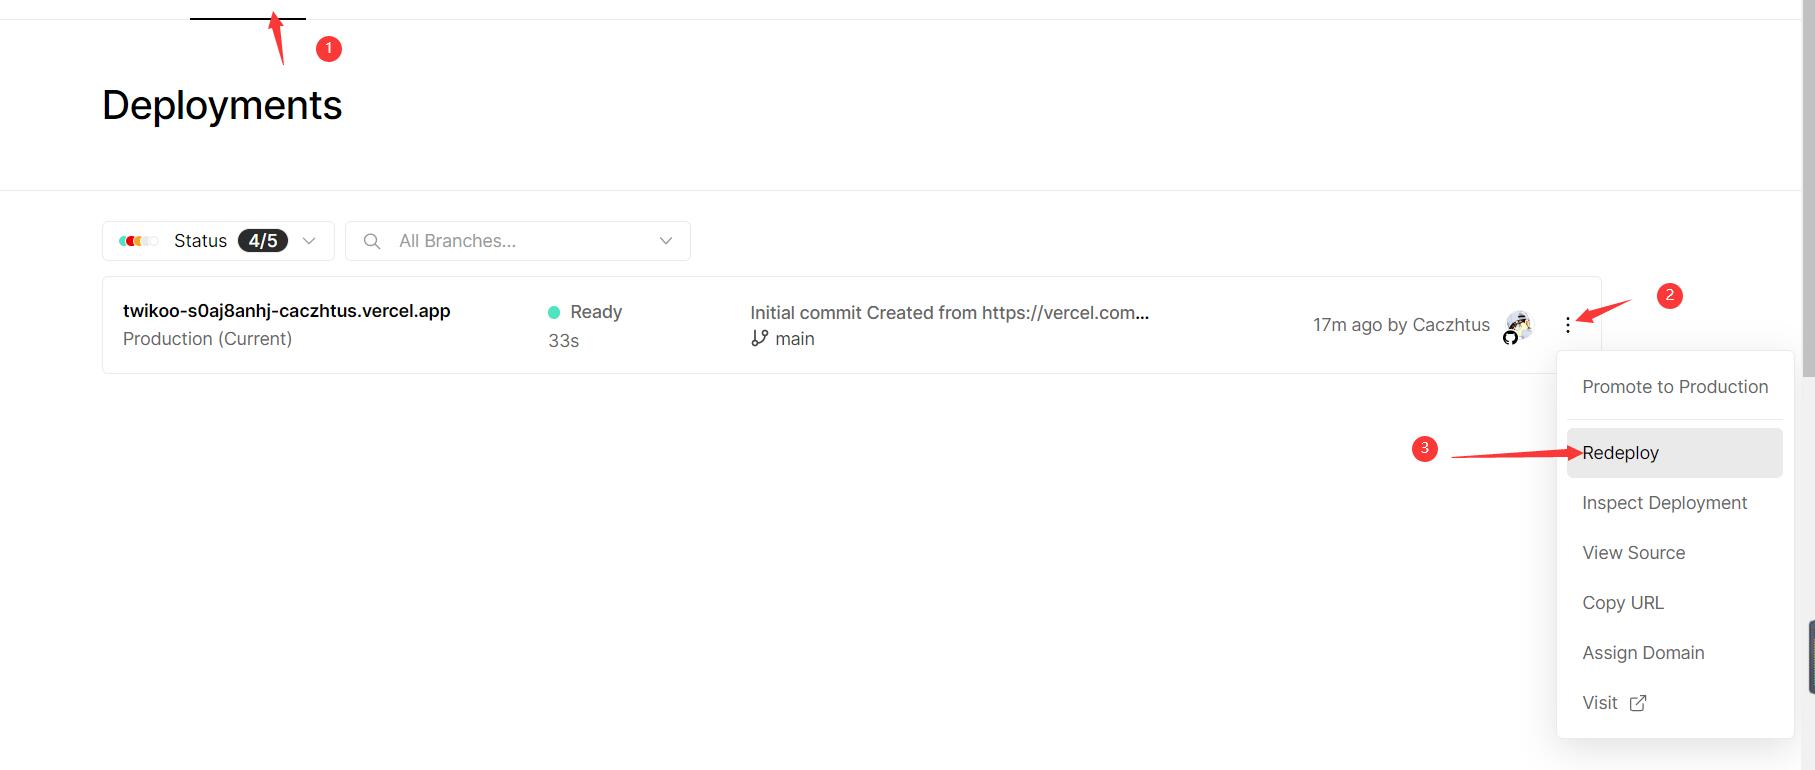 1
Deployments
Status 4/5
All Branches...
twikoo-s0aj8anhj-caczhtus.vercel.app
Ready
Initial commit Created from https://vercel.com...
2
Production (Current)
33s
main
17m ago by Caczhtus
Promote to Production
3
Redeploy
Inspect Deployment
View Source
Copy URL
Assign Domain
Visit